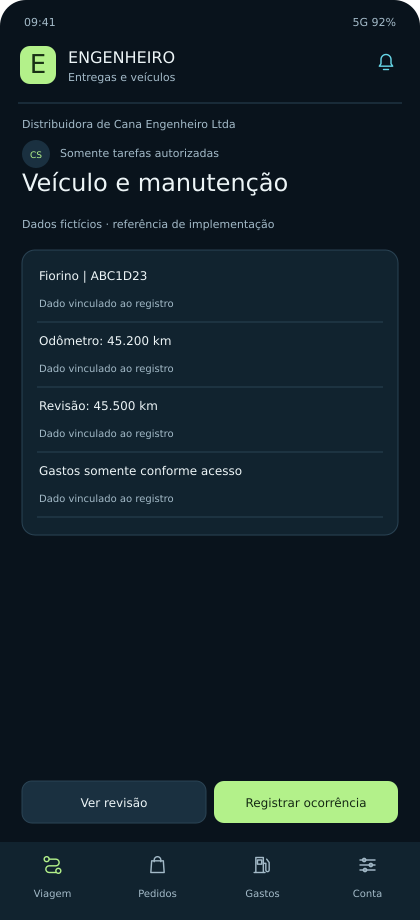 09:41
5G 92%
E
ENGENHEIRO
Entregas e veículos
Distribuidora de Cana Engenheiro Ltda
CS
Somente tarefas autorizadas
Veículo e manutenção
Dados fictícios · referência de implementação
Fiorino | ABC1D23
Dado vinculado ao registro
Odômetro: 45.200 km
Dado vinculado ao registro
Revisão: 45.500 km
Dado vinculado ao registro
Gastos somente conforme acesso
Dado vinculado ao registro
Ver revisão
Registrar ocorrência
Viagem
Pedidos
Gastos
Conta